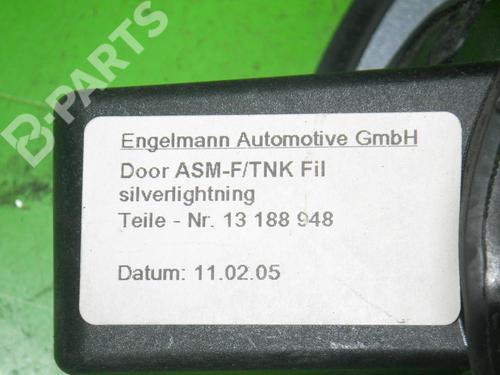 B-PARTS
Engelmann Automotive GmbH
Door ASM-F/TNK Fil
silverlightning
Teile - Nr. 13 188 948
Datum: 11.02.05